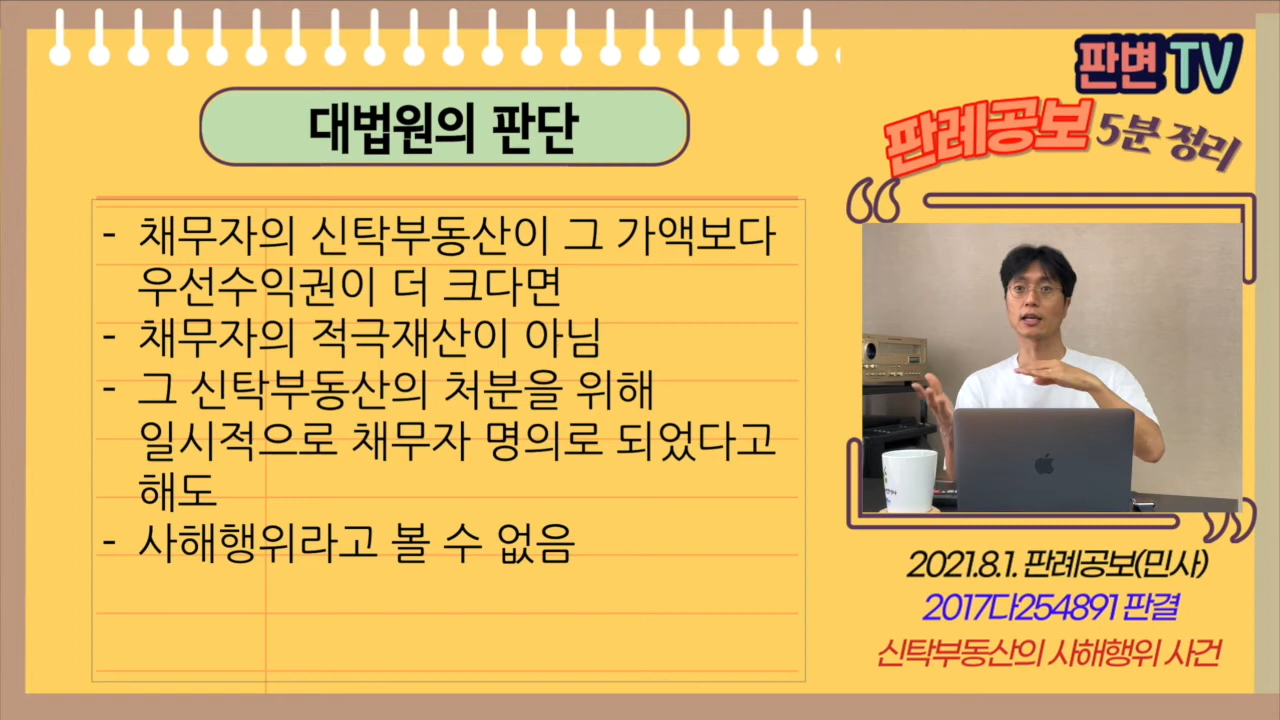 대법원의 판단
- 채무자의 신탁부동산이 그 가액보다
우선수익권이 더 크다면
- 채무자의 적극재산이 아님
- 그 신탁부동산의 처분을 위해
일시적으로 채무자 명의로 되었다고
해도
- 사해행위라고 볼 수 없음
판변 TV
판례공보 5분 정리
2021.8.1. 판례공보(민사)
2017다254891 판결
신탁부동산의 사해행위 사건